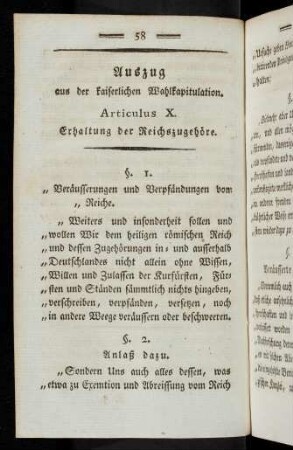 58
Auszug
aus der kaiserlichen Wahlkapitulation.
Articulus X.
Erhaltung der Reichszugehöre.
§. 1.
„ Veräusserungen und Verpfändungen vom
„ Reiche.
„ Weiters und insonderheit sollen und
„wollen Wir dem heiligen römischen Reich
„und dessen Zugehörungen in= und ausserhalb
„Deutschlandes nicht allein ohne Wissen,
„Willen und Zulassen der Kurfürsten, Für=
„sten und Ständen sämmtlich nichts hingeben,
„verschreiben, verpfänden, versetzen, noch
„in andere Weege veräussern oder beschweren.
§. 2.
Anlaß dazu.
„Sondern Uns auch alles dessen, was
„etwa zu Exemtion und Abreissung vom Reich